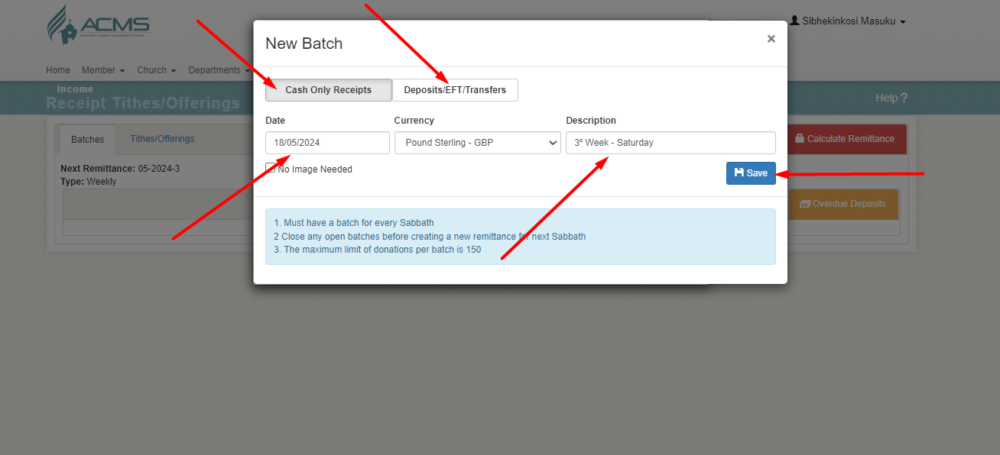 ACMS
ADVENTIST CHURCH MANAGEMENT SYSTEM
Sibhekinkosi Masuku
Home Member Church Departments
Income
Receipt Tithes/Offerings
Help ?
New Batch
×
Cash Only Receipts Deposits/EFT/Transfers
Date Currency Description
18/05/2024 Pound Sterling - GBP 3º Week - Saturday
No Image Needed
Save
1. Must have a batch for every Sabbath
2 Close any open batches before creating a new remittance for next Sabbath
3. The maximum limit of donations per batch is 150
Batches Tithes/Offerings
Calculate Remittance
Next Remittance: 05-2024-3
Type: Weekly
Overdue Deposits